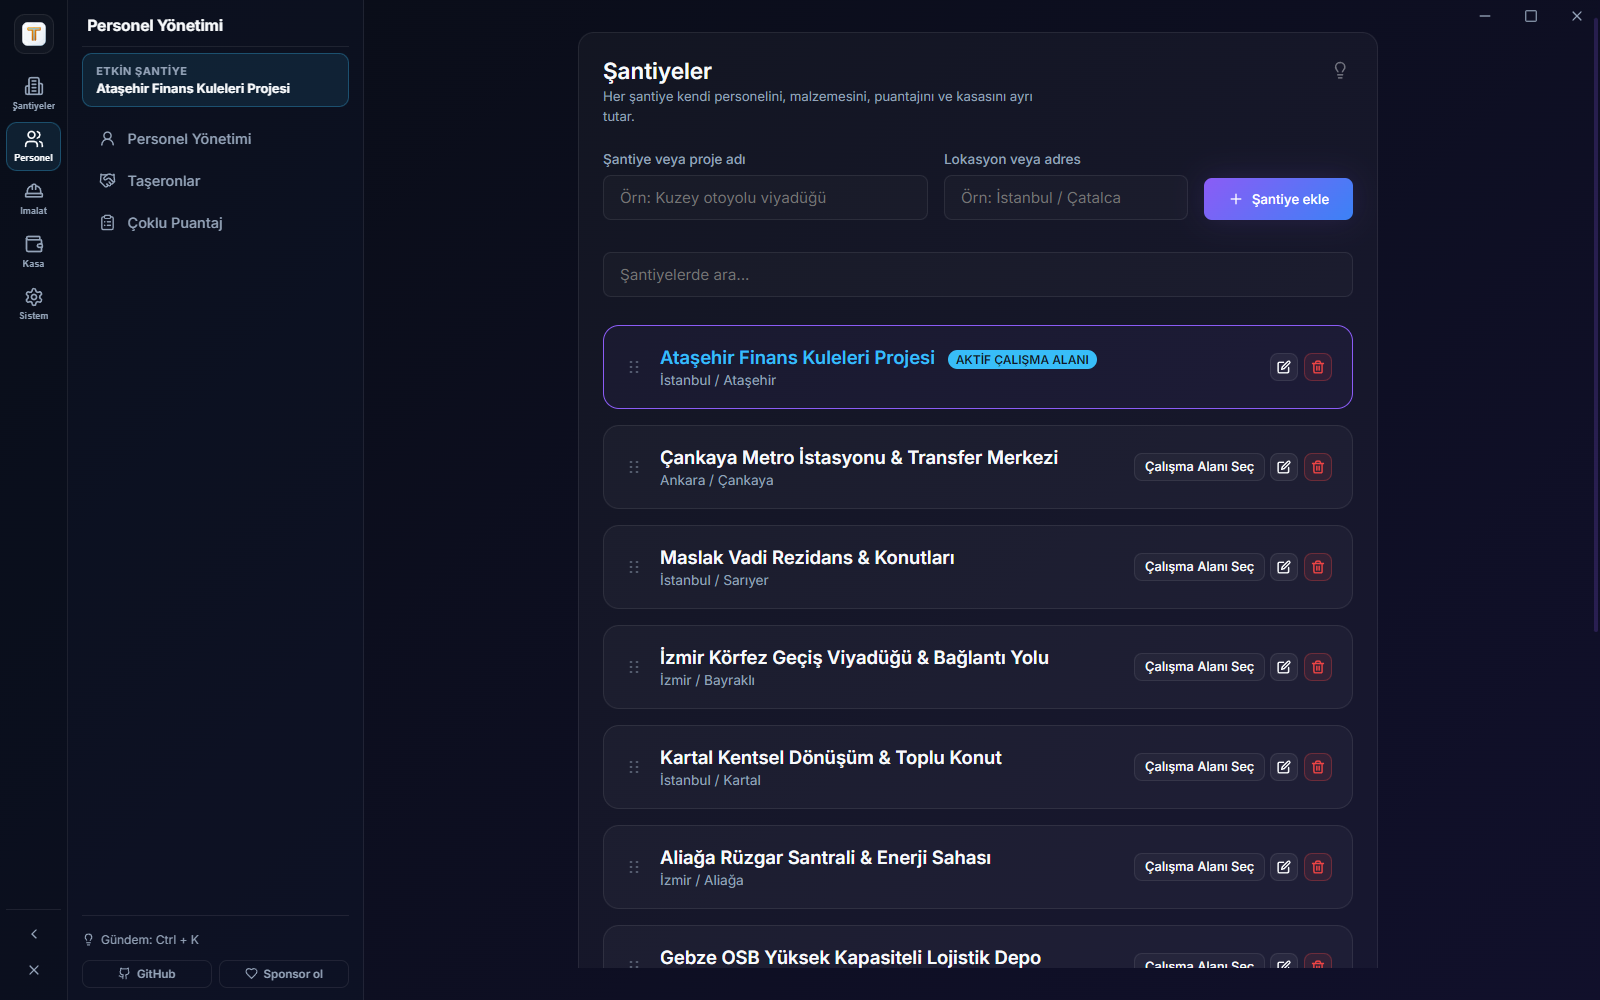 T
Şantiyeler
Personel
Imalat
Kasa
Sistem
Personel Yönetimi
ETKİN ŞANTİYE
Ataşehir Finans Kuleleri Projesi
Personel Yönetimi
Taşeronlar
Çoklu Puantaj
Gündem: Ctrl + K
GitHub
Sponsor ol
Şantiyeler
Her şantiye kendi personelini, malzemesini, puantajını ve kasasını ayrı
tutar.
Şantiye veya proje adı
Lokasyon veya adres
Örn: Kuzey otoyolu viyadüğü
Örn: İstanbul / Çatalca
+ Şantiye ekle
Şantiyelerde ara...
Ataşehir Finans Kuleleri Projesi AKTİF ÇALIŞMA ALANI
İstanbul / Ataşehir
Çankaya Metro İstasyonu & Transfer Merkezi
Ankara / Çankaya
Çalışma Alanı Seç
Maslak Vadi Rezidans & Konutları
İstanbul / Sarıyer
Çalışma Alanı Seç
İzmir Körfez Geçiş Viyadüğü & Bağlantı Yolu
İzmir / Bayraklı
Çalışma Alanı Seç
Kartal Kentsel Dönüşüm & Toplu Konut
İstanbul / Kartal
Çalışma Alanı Seç
Aliağa Rüzgar Santrali & Enerji Sahası
İzmir / Aliağa
Çalışma Alanı Seç
Gebze OSB Yüksek Kapasiteli Lojistik Depo
Çalışma Alanı Seç